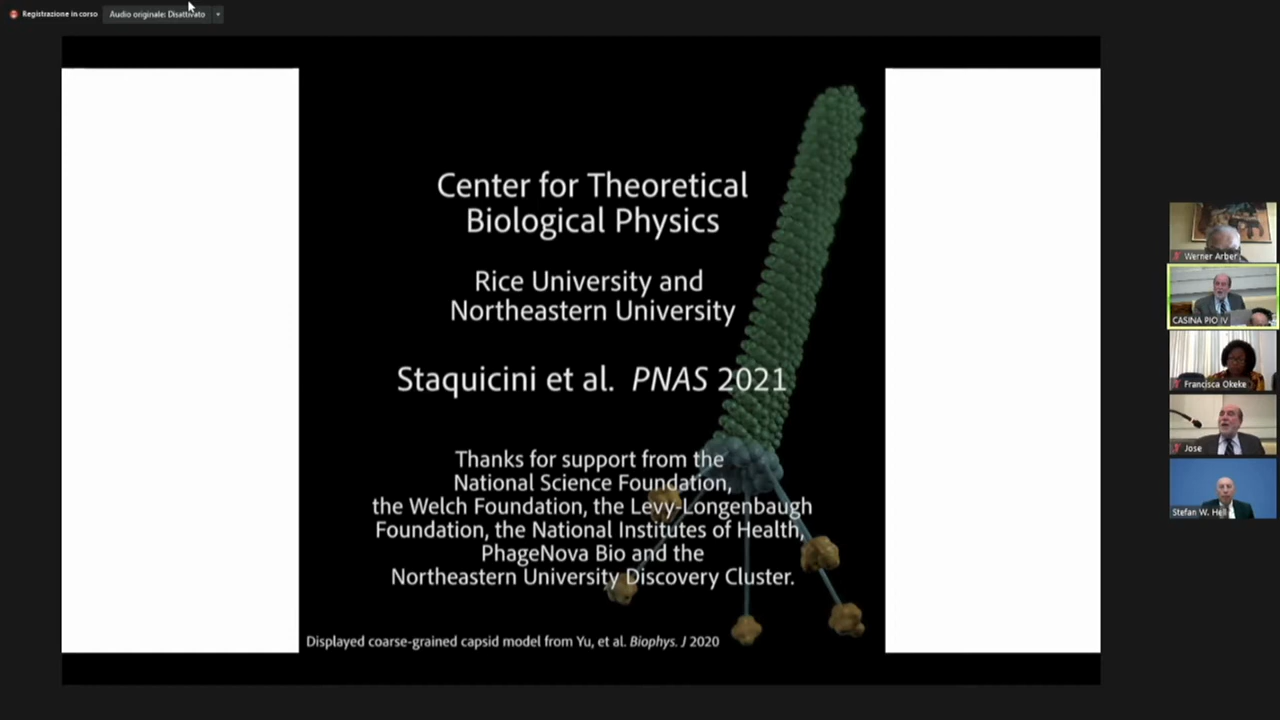 Registrazione in corso
Audio originale: Disattivato
Center for Theoretical
Biological Physics
Rice University and
Northeastern University
Staquicini et al. PNAS 2021
Thanks for support from the
National Science Foundation,
the Welch Foundation, the Levy-Longenbaugh
Foundation, the National Institutes of Health,
PhageNova Bio and the
Northeastern University Discovery Cluster.
Displayed coarse-grained capsid model from Yu, et al. Biophys. J 2020
Werner Arber
CASINA PIO IV
Francisca Okeke
Jose
Stefan W. Hell